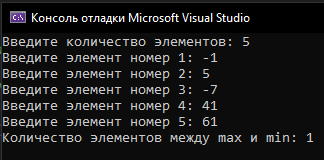 Консоль отладки Microsoft Visual Studio
Введите количество элементов: 5
Введите элемент номер 1: -1
Введите элемент номер 2: 5
Введите элемент номер 3: -7
Введите элемент номер 4: 41
Введите элемент номер 5: 61
Количество элементов между max и min: 1